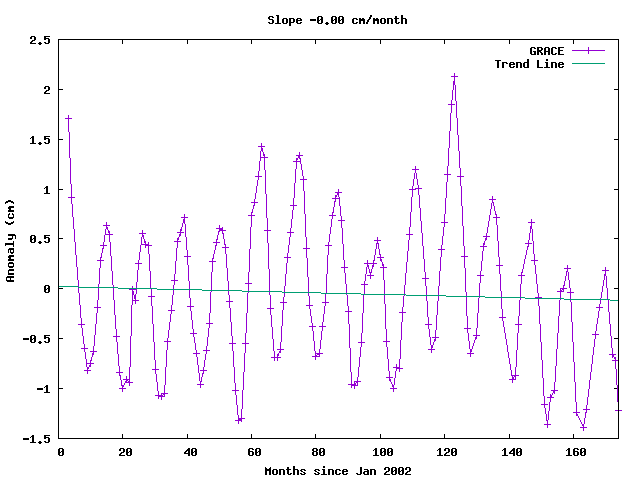 Slope -0.00 cm/month
GRACE
Trend Line
2.5
2
1.5
1
0.5
0
-0.5
-1
-1.5
Anomaly (cm)
0 20 40 60 80 100 120 140 160
Months since Jan 2002